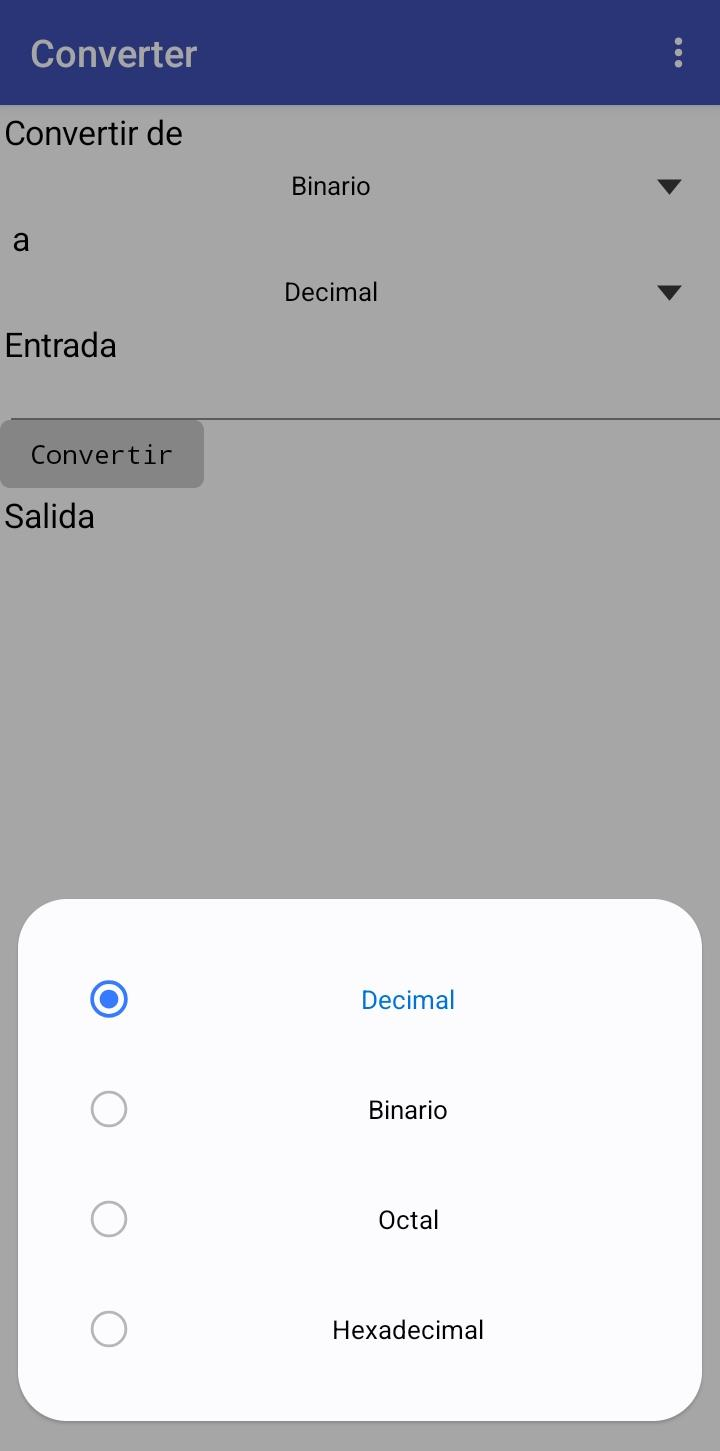 Converter
Convertir de
Binario
a
Decimal
Entrada
Convertir
Salida
Decimal
Binario
Octal
Hexadecimal